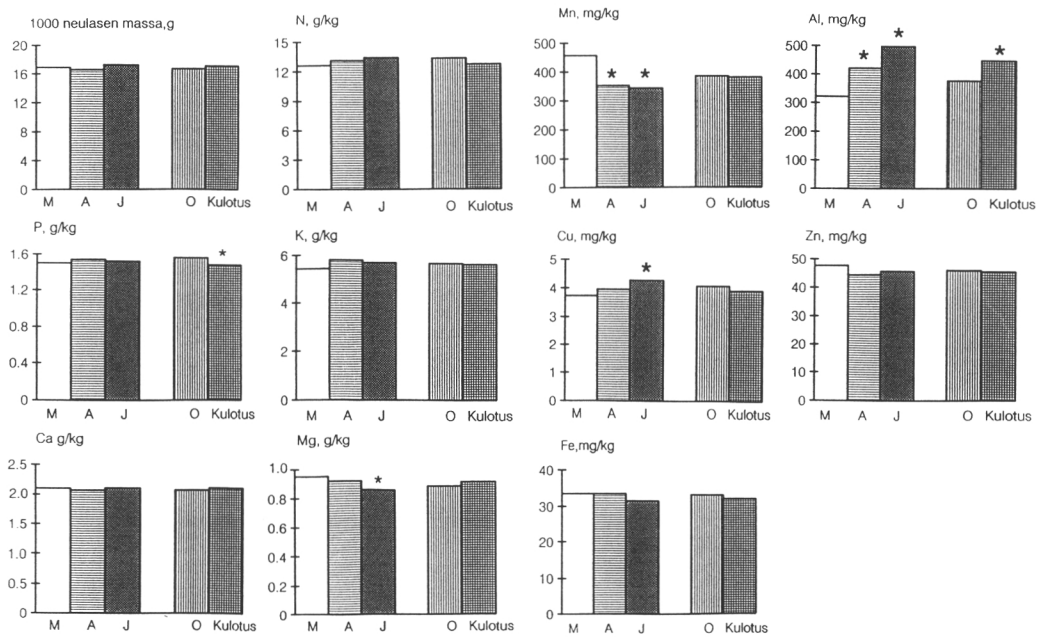 1000 neulasen massa,g
20
16
12
8
4
0
M A J O Kulotus
N, g/kg
15
12
9
6
3
0
M A J O Kulotus
Mn, mg/kg
500
400
300
200
100
0
* *
M A J O Kulotus
Al, mg/kg
500
400
300
200
100
0
* * *
M A J O Kulotus
P, g/kg
1.6
1.2
0.8
0.4
0
*
M A J O Kulotus
K, g/kg
6
4
2
0
M A J O Kulotus
Cu, mg/kg
5
4
3
2
1
0
*
M A J O Kulotus
Zn, mg/kg
50
40
30
20
10
0
M A J O Kulotus
Ca g/kg
2.5
2.0
1.5
1.0
0.5
0
M A J O Kulotus
Mg, g/kg
1.0
0.8
0.6
0.4
0.2
0
*
M A J O Kulotus
Fe,mg/kg
40
30
20
10
0
M A J O Kulotus